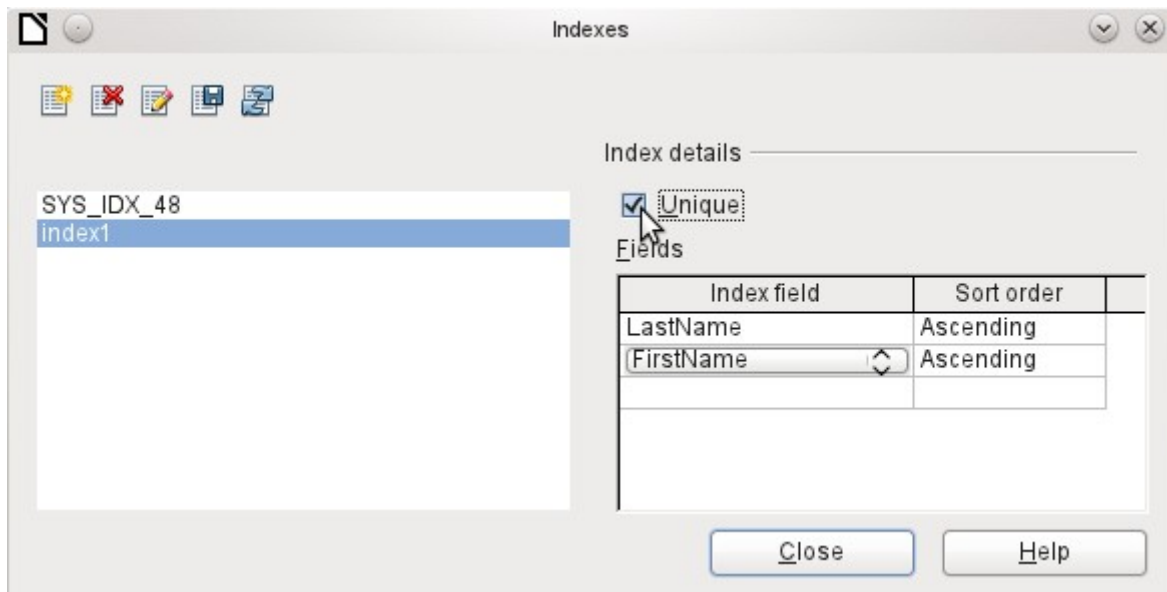 Indexes
Index details
SYS_IDX_48
index1
Unique
Fields
Index field Sort order
LastName Ascending
FirstName Ascending
Close Help